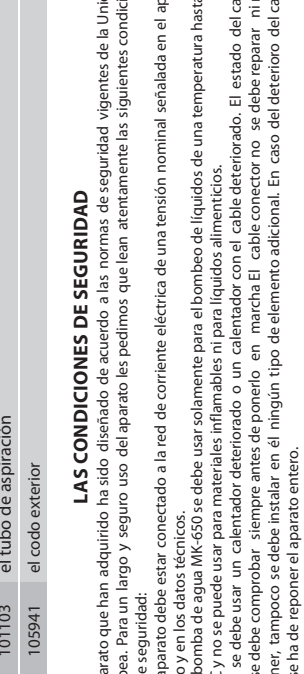 101103 el tubo de aspiración
105941 el codo exterior
LAS CONDICIONES DE SEGURIDAD
arato que han adquirido ha sido diseñado de acuerdo a las normas de seguridad vigentes de la Unió
pea. Para un largo y seguro uso del aparato les pedimos que lean atentamente las siguientes condici
e seguridad:
aparato debe estar conectado a la red de corriente eléctrica de una tensión nominal señalada en el ap
o y en los datos técnicos.
bomba de agua MK-650 se debe usar solamente para el bombeo de líquidos de una temperatura hasta
y no se puede usar para materiales inflamables ni para líquidos alimenticios.
se debe usar un calentador deteriorado o un calentador con el cable deteriorado. El estado del ca
se debe comprobar siempre antes de ponerlo en marcha El cable conector no se debe reparar ni
ner, tampoco se debe instalar en él ningún tipo de elemento adicional. En caso del deterioro del ca
se ha de reponer el aparato entero.